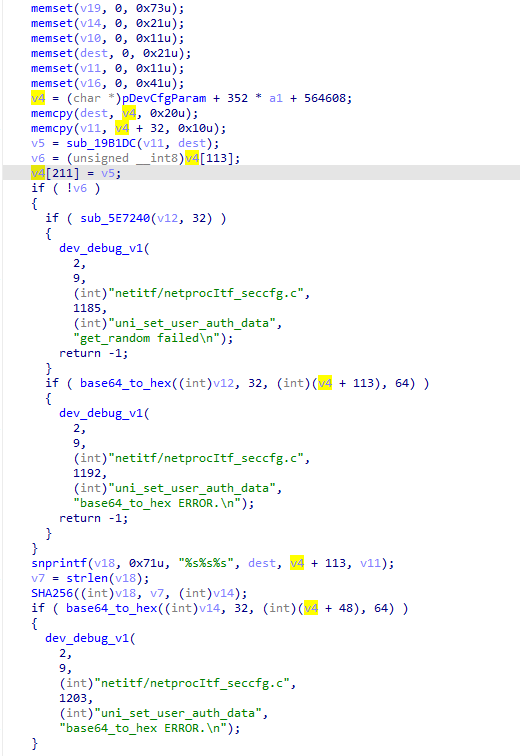 memset(v19, 0, 0x73u);
memset(v14, 0, 0x21u);
memset(v10, 0, 0x11u);
memset(dest, 0, 0x21u);
memset(v11, 0, 0x11u);
memset(v16, 0, 0x41u);
v4 = (char *)pDevCfgParam + 352 * a1 + 564608;
memcpy(dest, v4, 0x20u);
memcpy(v11, v4 + 32, 0x10u);
v5 = sub_19B1DC(v11, dest);
v6 = (unsigned __int8)v4[113];
v4[211] = v5;
if ( !v6 )
{
if ( sub_5E7240(v12, 32) )
{
dev_debug_v1(
2,
9,
(int)"netitf/netprocItf_seccfg.c",
1185,
(int)"uni_set_user_auth_data",
"get_random failed\n");
return -1;
}
if ( base64_to_hex((int)v12, 32, (int)(v4 + 113), 64) )
{
dev_debug_v1(
2,
9,
(int)"netitf/netprocItf_seccfg.c",
1192,
(int)"uni_set_user_auth_data",
"base64_to_hex ERROR.\n");
return -1;
}
}
snprintf(v18, 0x71u, "%s%s%s", dest, v4 + 113, v11);
v7 = strlen(v18);
SHA256((int)v18, v7, (int)v14);
if ( base64_to_hex((int)v14, 32, (int)(v4 + 48), 64) )
{
dev_debug_v1(
2,
9,
(int)"netitf/netprocItf_seccfg.c",
1203,
(int)"uni_set_user_auth_data",
"base64_to_hex ERROR.\n");
}